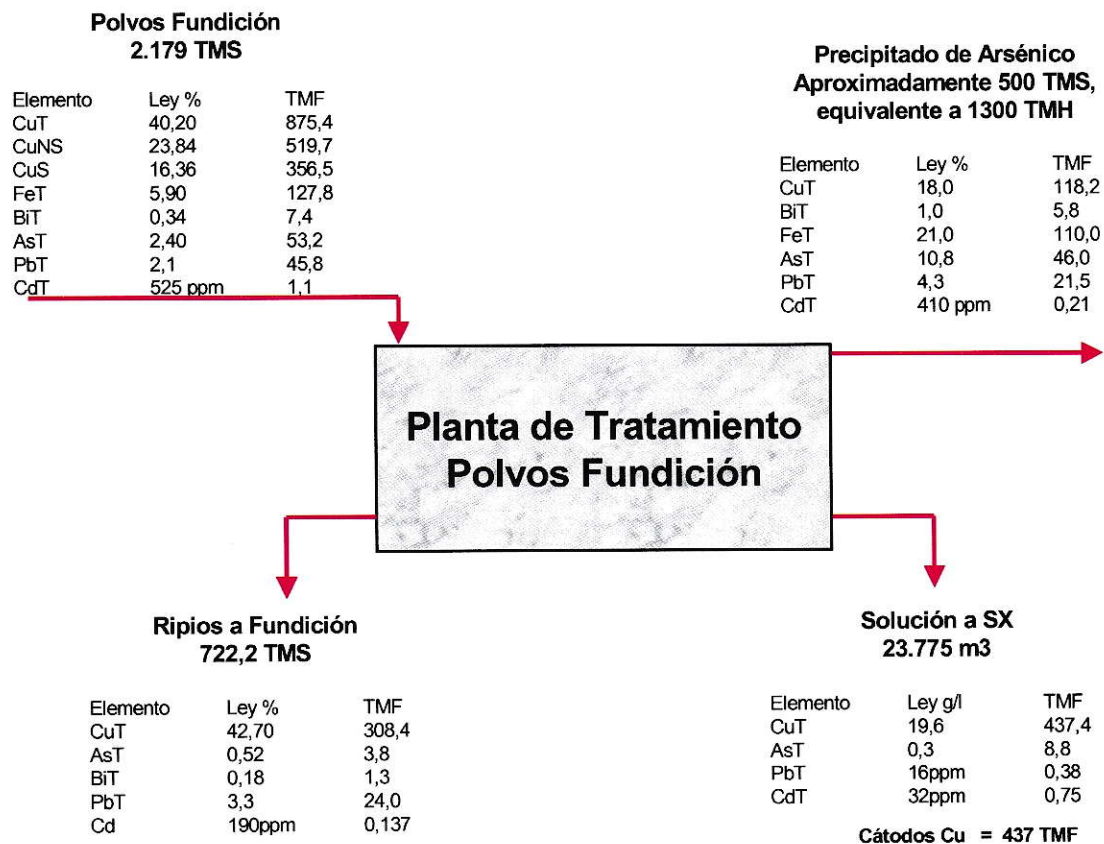 Polvos Fundición
2.179 TMS
Elemento Ley % TMF
CuT 40,20 875,4
CuNS 23,84 519,7
CuS 16,36 356,5
FeT 5,90 127,8
BiT 0,34 7,4
AsT 2,40 53,2
PbT 2,1 45,8
CdT 525 ppm 1,1
Precipitado de Arsénico
Aproximadamente 500 TMS,
equivalente a 1300 TMH
Elemento Ley % TMF
CuT 18,0 118,2
BiT 1,0 5,8
FeT 21,0 110,0
AsT 10,8 46,0
PbT 4,3 21,5
CdT 410 ppm 0,21
Planta de Tratamiento
Polvos Fundición
Ripios a Fundición
722,2 TMS
Elemento Ley % TMF
CuT 42,70 308,4
AsT 0,52 3,8
BiT 0,18 1,3
PbT 3,3 24,0
Cd 190ppm 0,137
Solución a SX
23.775 m3
Elemento Ley g/l TMF
CuT 19,6 437,4
AsT 0,3 8,8
PbT 16ppm 0,38
CdT 32ppm 0,75
Cátodos Cu = 437 TMF